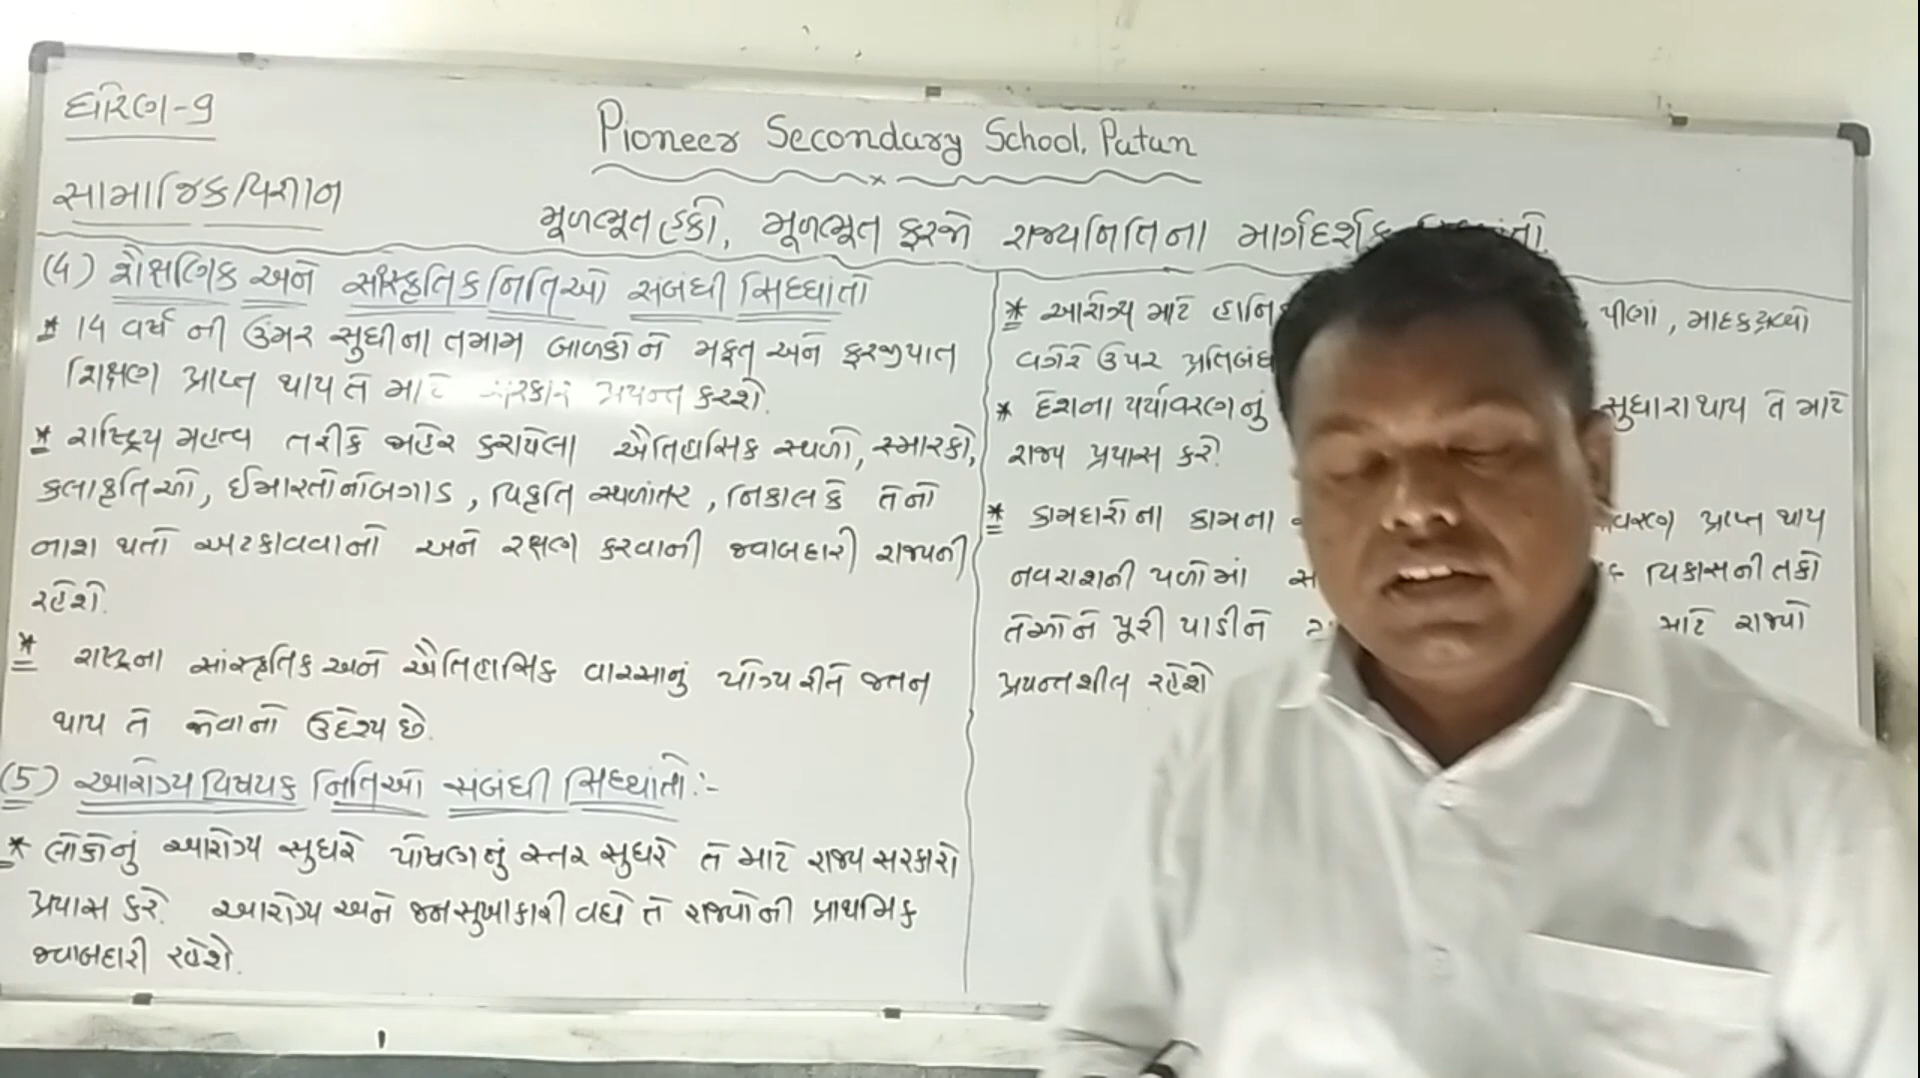 ધોરણ-9
Pioneer Secondary School, Patan
સામાજિક વિજ્ઞાન
મૂળભૂત હકો, મૂળભૂત ફરજો રાજ્યનિતિના માર્ગદર્શક
(4) શૈક્ષણિક અને સાંસ્કૃતિક નિતિઓ સંબંધી સિધ્ધાંતો
* 14 વર્ષ ની ઉંમર સુધીના તમામ બાળકોને મફત અને ફરજીયાત
શિક્ષણ પ્રાપ્ત થાય તે માટે સરકાર પ્રયત્ન કરશે.
* રાષ્ટ્રિય મહત્વ તરીકે જાહેર કરાયેલા ઐતિહાસિક સ્થળો, સ્મારકો,
કલાકૃતિઓ, ઈમારતોનો બગાડ, વિકૃતિ સ્થળાંતર, નિકાલ કે તેનો
નાશ થતો અટકાવવાનો અને રક્ષણ કરવાની જવાબદારી રાજ્યની
રહેશે.
* રાષ્ટ્રના સાંસ્કૃતિક અને ઐતિહાસિક વારસાનું યોગ્ય રીતે જતન
થાય તે જોવાનો ઉદ્દેશ્ય છે.
(5) આરોગ્ય વિષયક નિતિઓ સંબંધી સિધ્ધાંતો :-
* લોકોનું આરોગ્ય સુધરે પોષણનું સ્તર સુધરે તે માટે રાજ્ય સરકારો
પ્રયાસ કરે. આરોગ્ય અને જનસુખાકારી વધે તે રાજ્યોની પ્રાથમિક
જવાબદારી રહેશે.
* આરોગ્ય માટે હાનિ પીણાં, માદક દ્રવ્યો
વગેરે ઉપર પ્રતિબંધ
* દેશના પર્યાવરણનું સુધારા થાય તે માટે
રાજ્ય પ્રયાસ કરે.
* કામદારોના કામના પ્રાપ્ત થાય
નવરાશની પળોમાં વિકાસની તકો
તેઓને પૂરી પાડીને માટે રાજ્યો
પ્રયત્નશીલ રહેશે